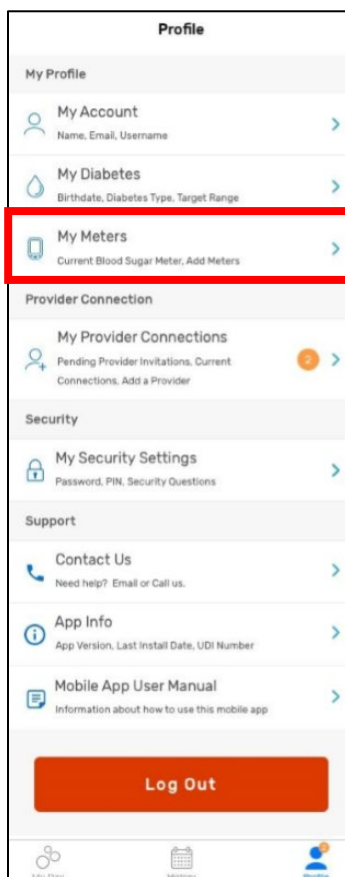 Profile
My Profile
My Account
Name, Email, Username
My Diabetes
Birthdate, Diabetes Type, Target Range
My Meters
Current Blood Sugar Meter, Add Meters
Provider Connection
My Provider Connections
Pending Provider Invitations, Current
Connections, Add a Provider
2
Security
My Security Settings
Password, PIN, Security Questions
Support
Contact Us
Need help? Email or Call us.
App Info
App Version, Last Install Date, UDI Number
Mobile App User Manual
Information about how to use this mobile app
Log Out